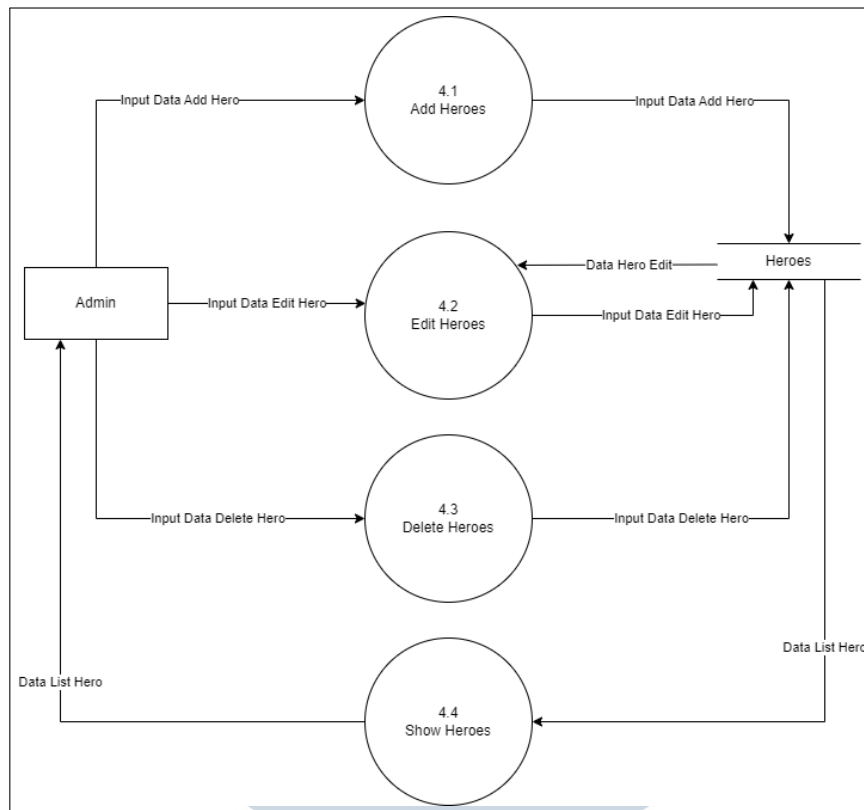 4.1
Add Heroes
Input Data Add Hero
Input Data Add Hero
Data Hero Edit
Heroes
Admin
Input Data Edit Hero
4.2
Edit Heroes
Input Data Edit Hero
4.3
Delete Heroes
Input Data Delete Hero
Input Data Delete Hero
Data List Hero
Data List Hero
4.4
Show Heroes